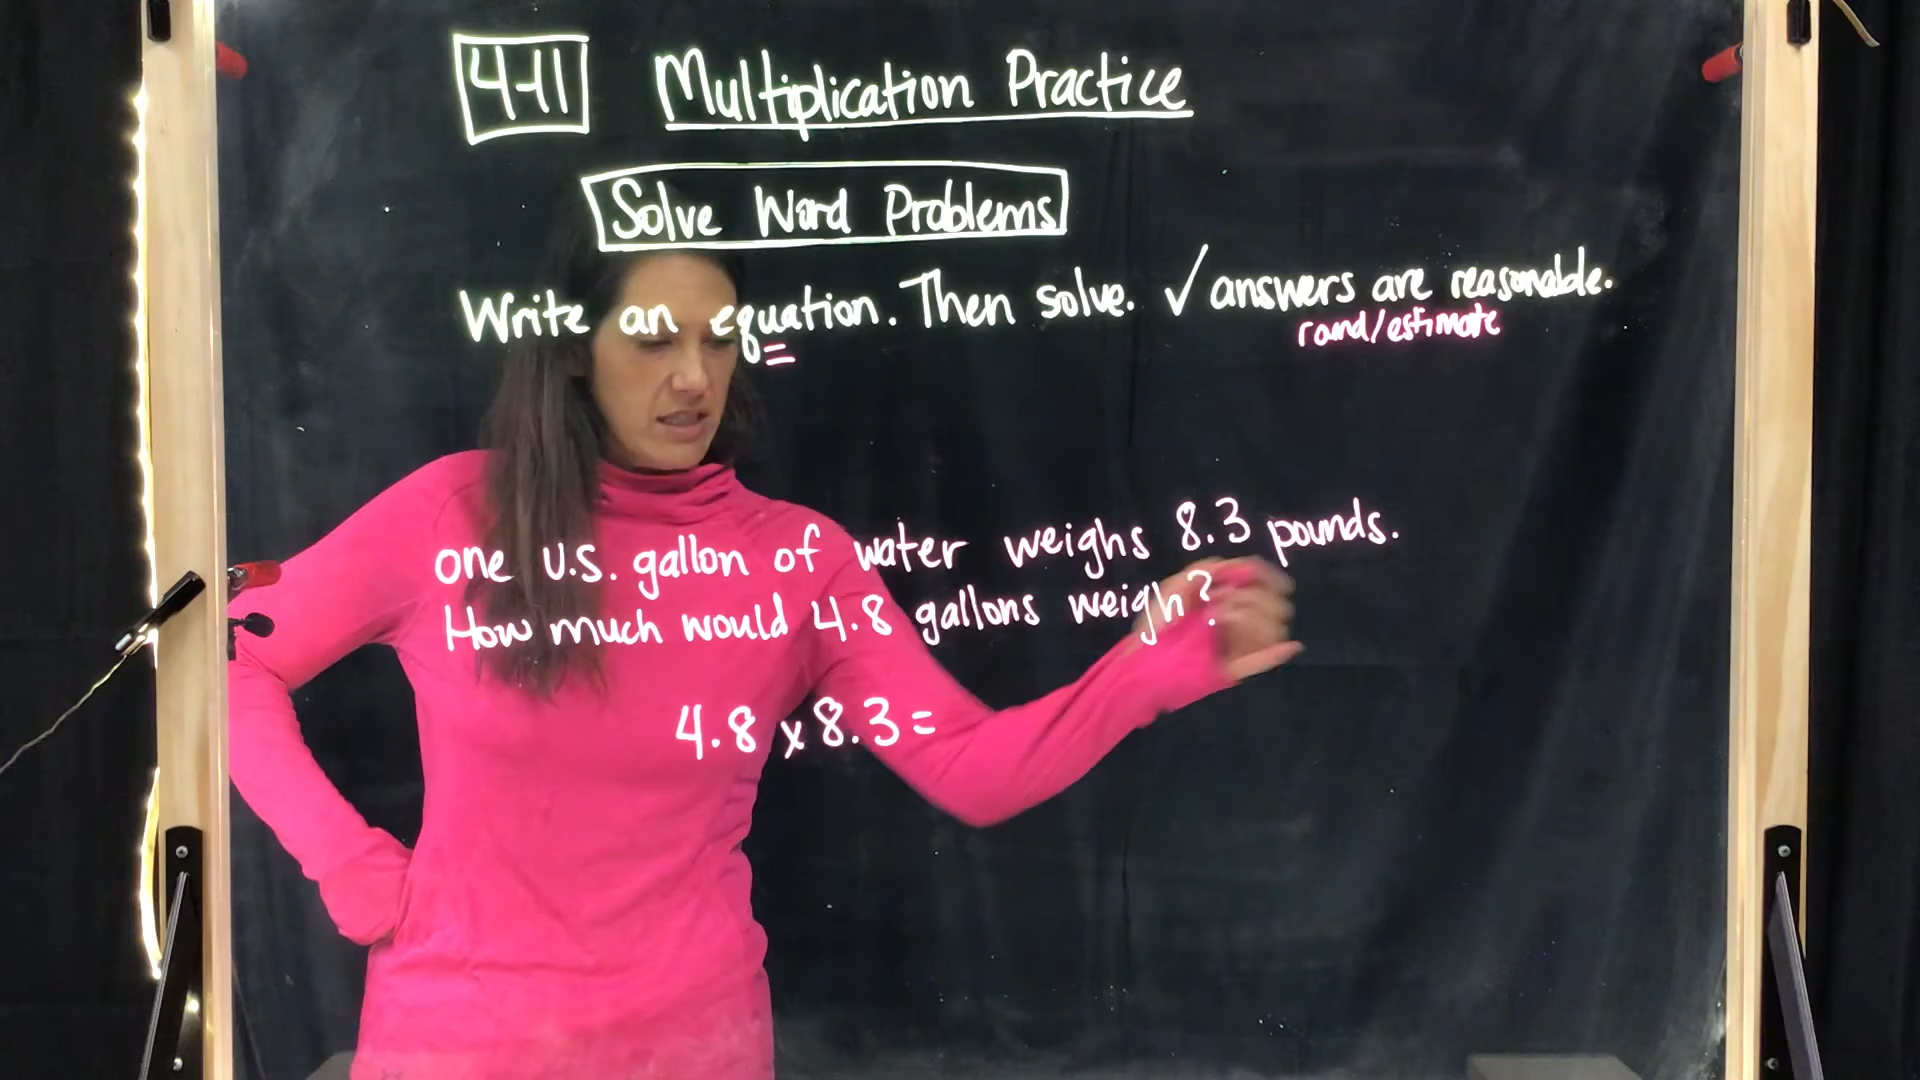 4-11 Multiplication Practice
Solve Word Problems
Write an equation. Then solve. ✓ answers are reasonable.
round/estimate
one U.S. gallon of water weighs 8.3 pounds.
How much would 4.8 gallons weigh?
4.8 x 8.3 =